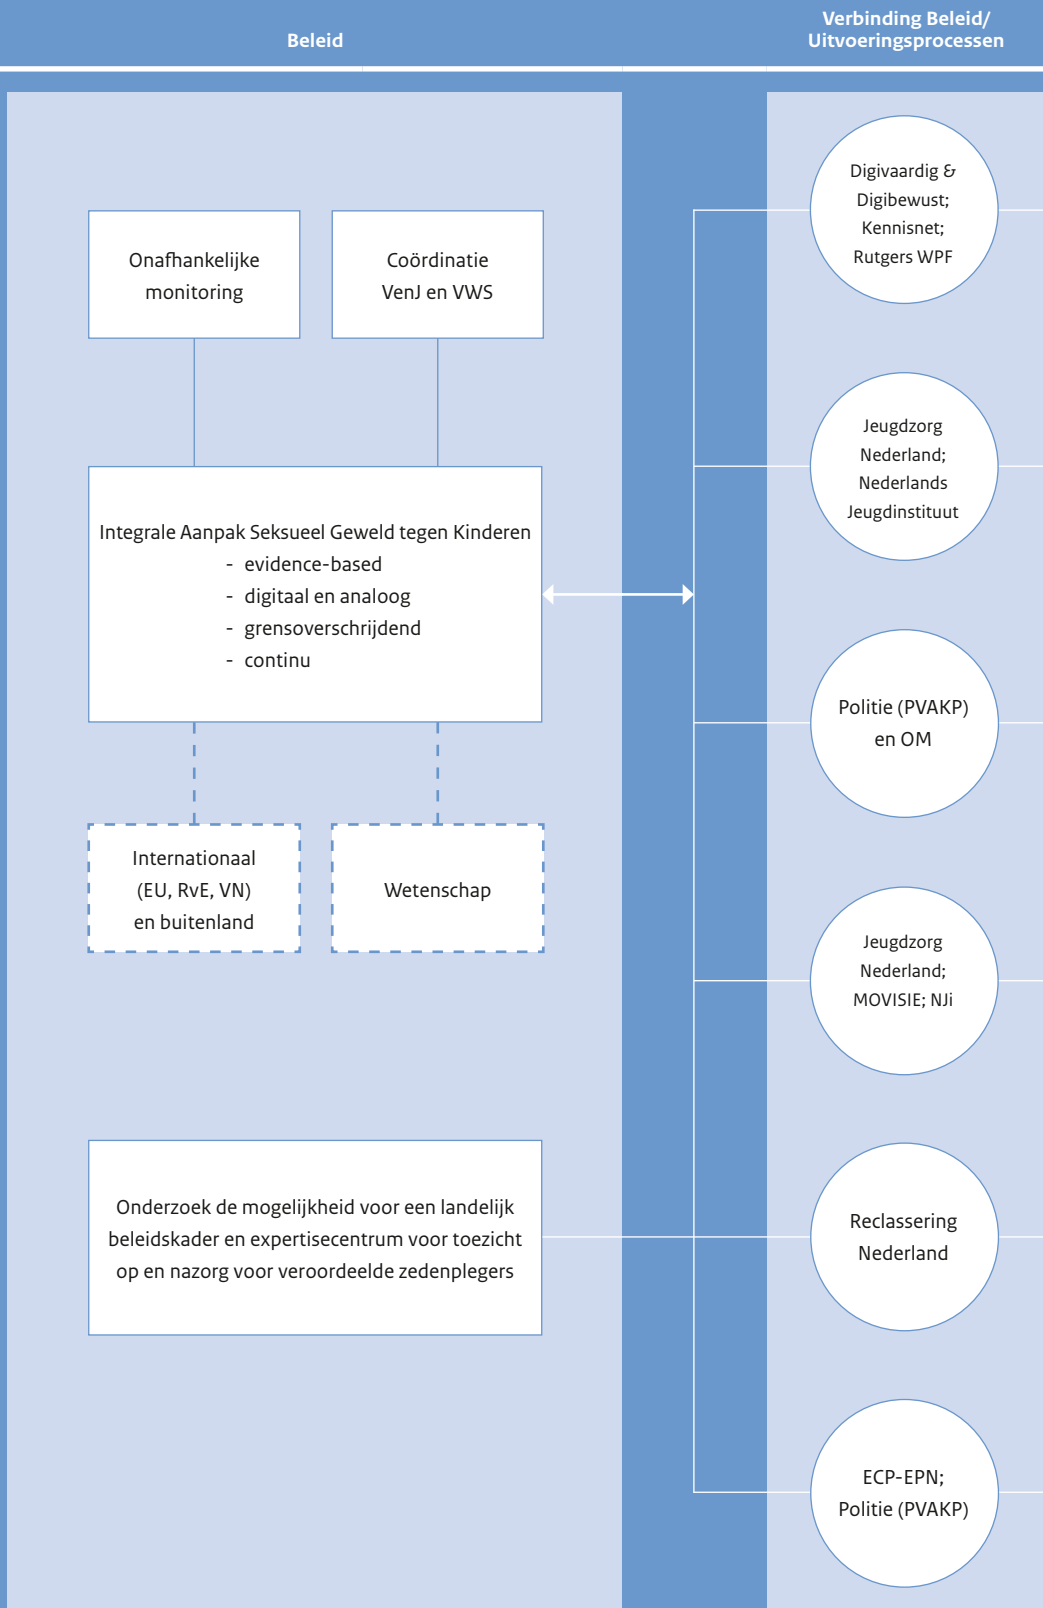 Beleid
Verbinding Beleid/
Uitvoeringsprocessen
Onafhankelijke
monitoring
Coördinatie
VenJ en VWS
Integrale Aanpak Seksueel Geweld tegen Kinderen
- evidence-based
- digitaal en analoog
- grensoverschrijdend
- continu
Internationaal
(EU, RvE, VN)
en buitenland
Wetenschap
Onderzoek de mogelijkheid voor een landelijk
beleidskader en expertisecentrum voor toezicht
op en nazorg voor veroordeelde zedenplegers
Digivaardig &
Digibewust;
Kennisnet;
Rutgers WPF
Jeugdzorg
Nederland;
Nederlands
Jeugdinstituut
Politie (PVAKP)
en OM
Jeugdzorg
Nederland;
MOVISIE; NJi
Reclassering
Nederland
ECP-EPN;
Politie (PVAKP)